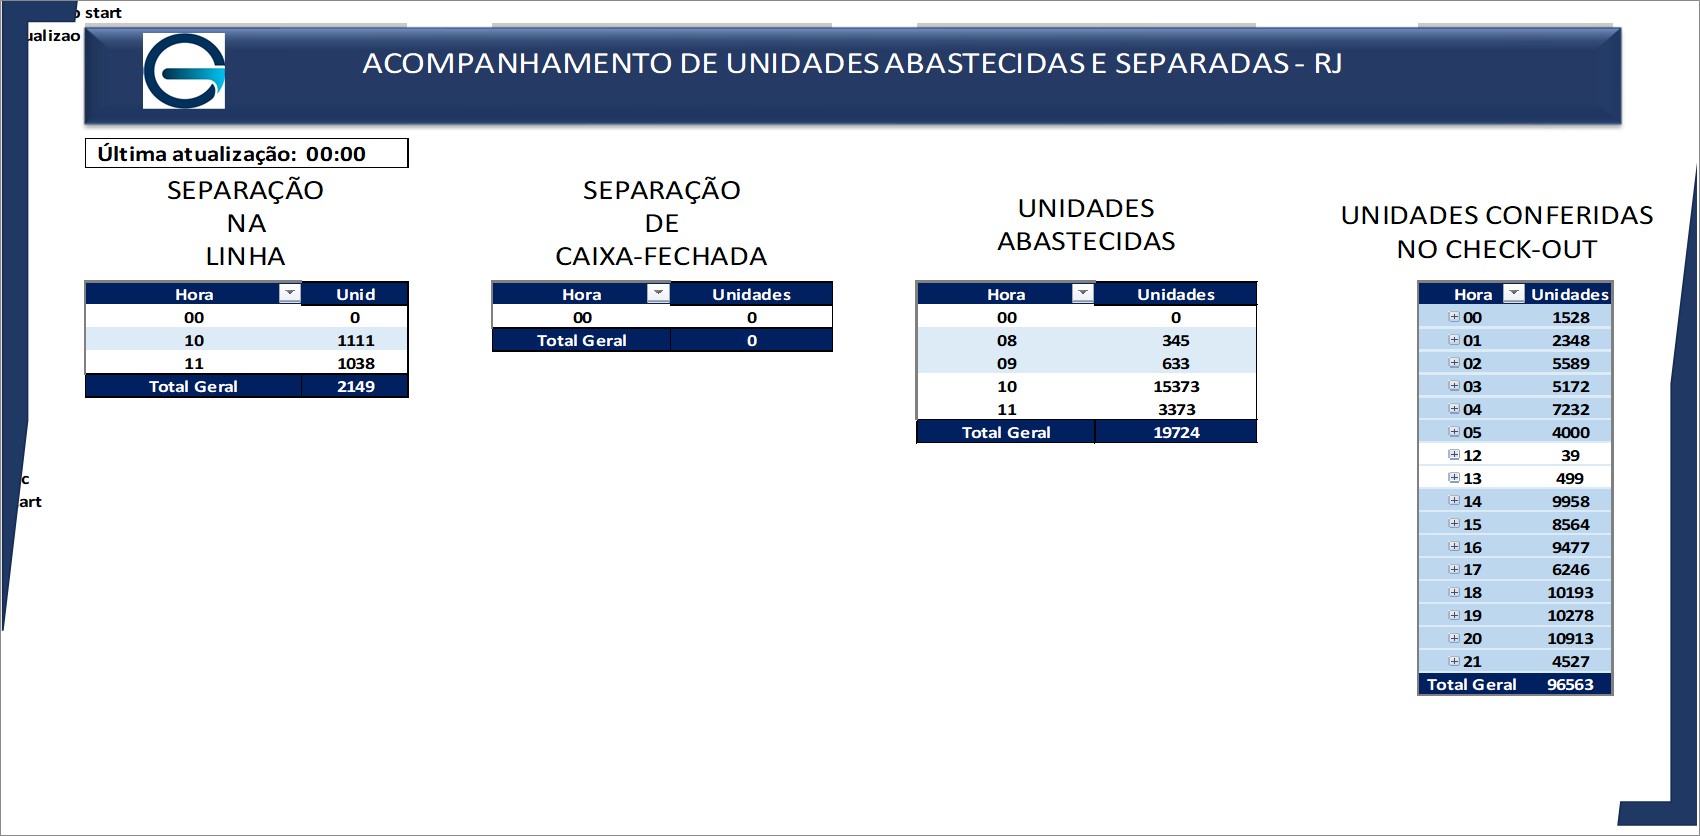 start
ACOMPANHAMENTO DE UNIDADES ABASTECIDAS E SEPARADAS - RJ
Última atualização: 00:00
SEPARAÇÃO
NA
LINHA
Hora Unid
00 0
10 1111
11 1038
Total Geral 2149
SEPARAÇÃO
DE
CAIXA-FECHADA
Hora Unidades
00 0
Total Geral 0
UNIDADES
ABASTECIDAS
Hora Unidades
00 0
08 345
09 633
10 15373
11 3373
Total Geral 19724
UNIDADES CONFERIDAS
NO CHECK-OUT
Hora Unidades
00 1528
01 2348
02 5589
03 5172
04 7232
05 4000
12 39
13 499
14 9958
15 8564
16 9477
17 6246
18 10193
19 10278
20 10913
21 4527
Total Geral 96563